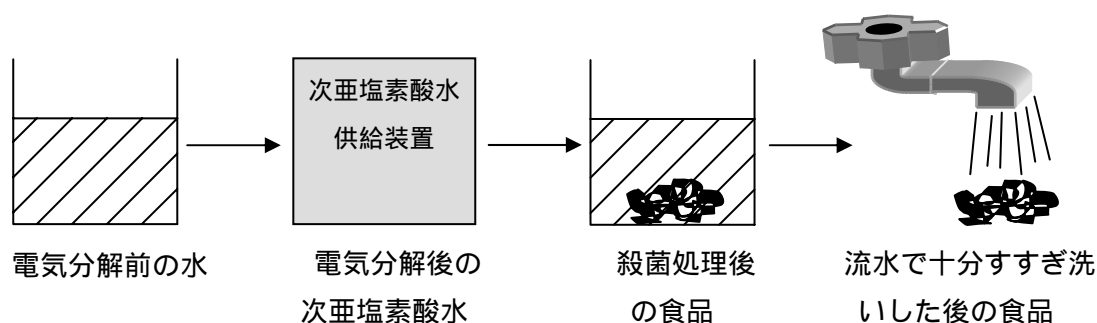 次亜塩素酸水
供給装置
電気分解前の水
電気分解後の
次亜塩素酸水
殺菌処理後
の食品
流水で十分すすぎ洗
いした後の食品